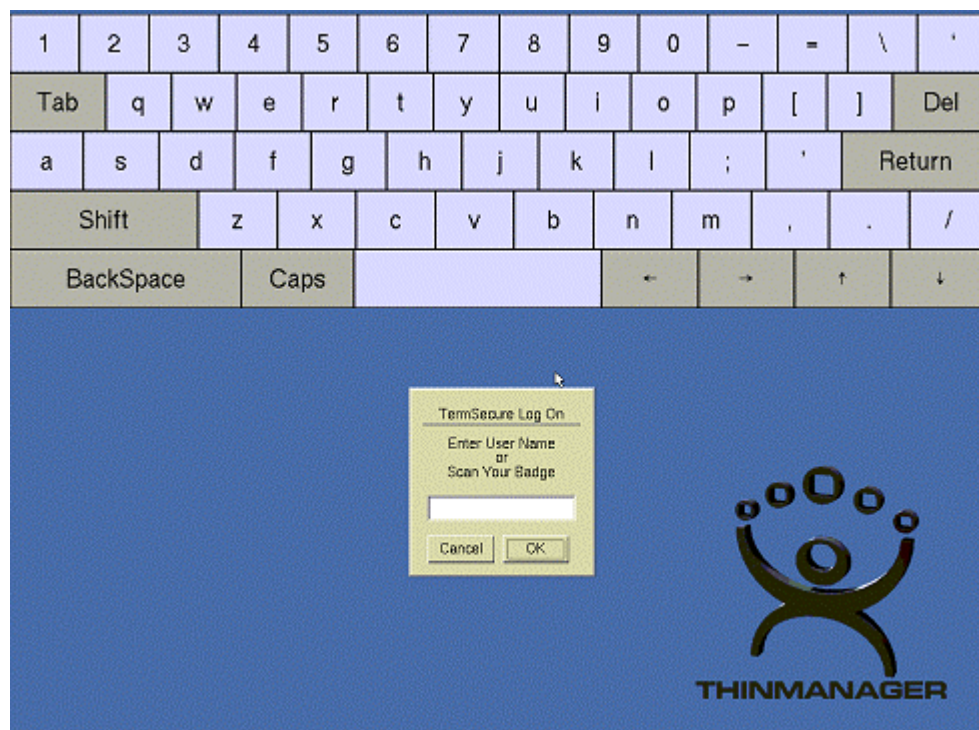 1 2 3 4 5 6 7 8 9 0 - = \ '
Tab q w e r t y u i o p [ ] Del
a s d f g h j k l ; ' Return
Shift z x c v b n m , . /
BackSpace Caps ← → ↑ ↓
TermSecure Log On
Enter User Name
or
Scan Your Badge
Cancel OK
THINMANAGER